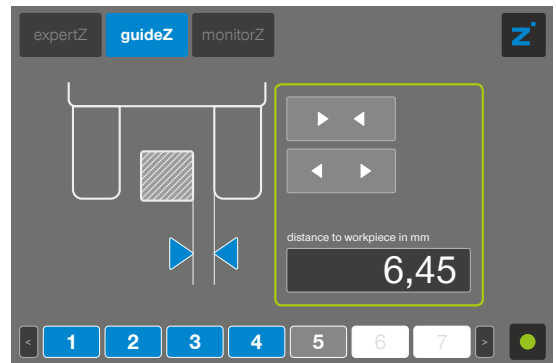 expertZ guideZ monitorZ z
distance to workpiece in mm
6,45
< 1 2 3 4 5 6 7 >